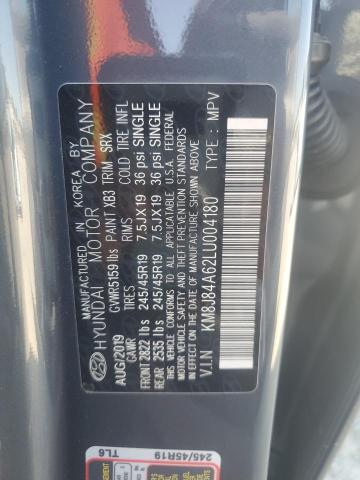 MANUFACTURED IN KOREA BY
HYUNDAI MOTOR COMPANY
GVWR5159 lbs PAINT XB3 TRIM SRX
AUG/2019 TIRES RIMS COLD TIRE INFL
GAWR
FRONT 2822 lbs 245/45R19 7.5JX19 36 psi SINGLE
REAR 2535 lbs 245/45R19 7.5JX19 36 psi SINGLE
THIS VEHICLE CONFORMS TO ALL APPLICABLE U.S.A. FEDERAL
MOTOR VEHICLE SAFETY, BUMPER, AND THEFT PREVENTION STANDARDS
IN EFFECT ON THE DATE OF MANUFACTURE SHOWN ABOVE.
V.I.N KM8J84A62LU004180 TYPE : MPV
TL6
245/45R19